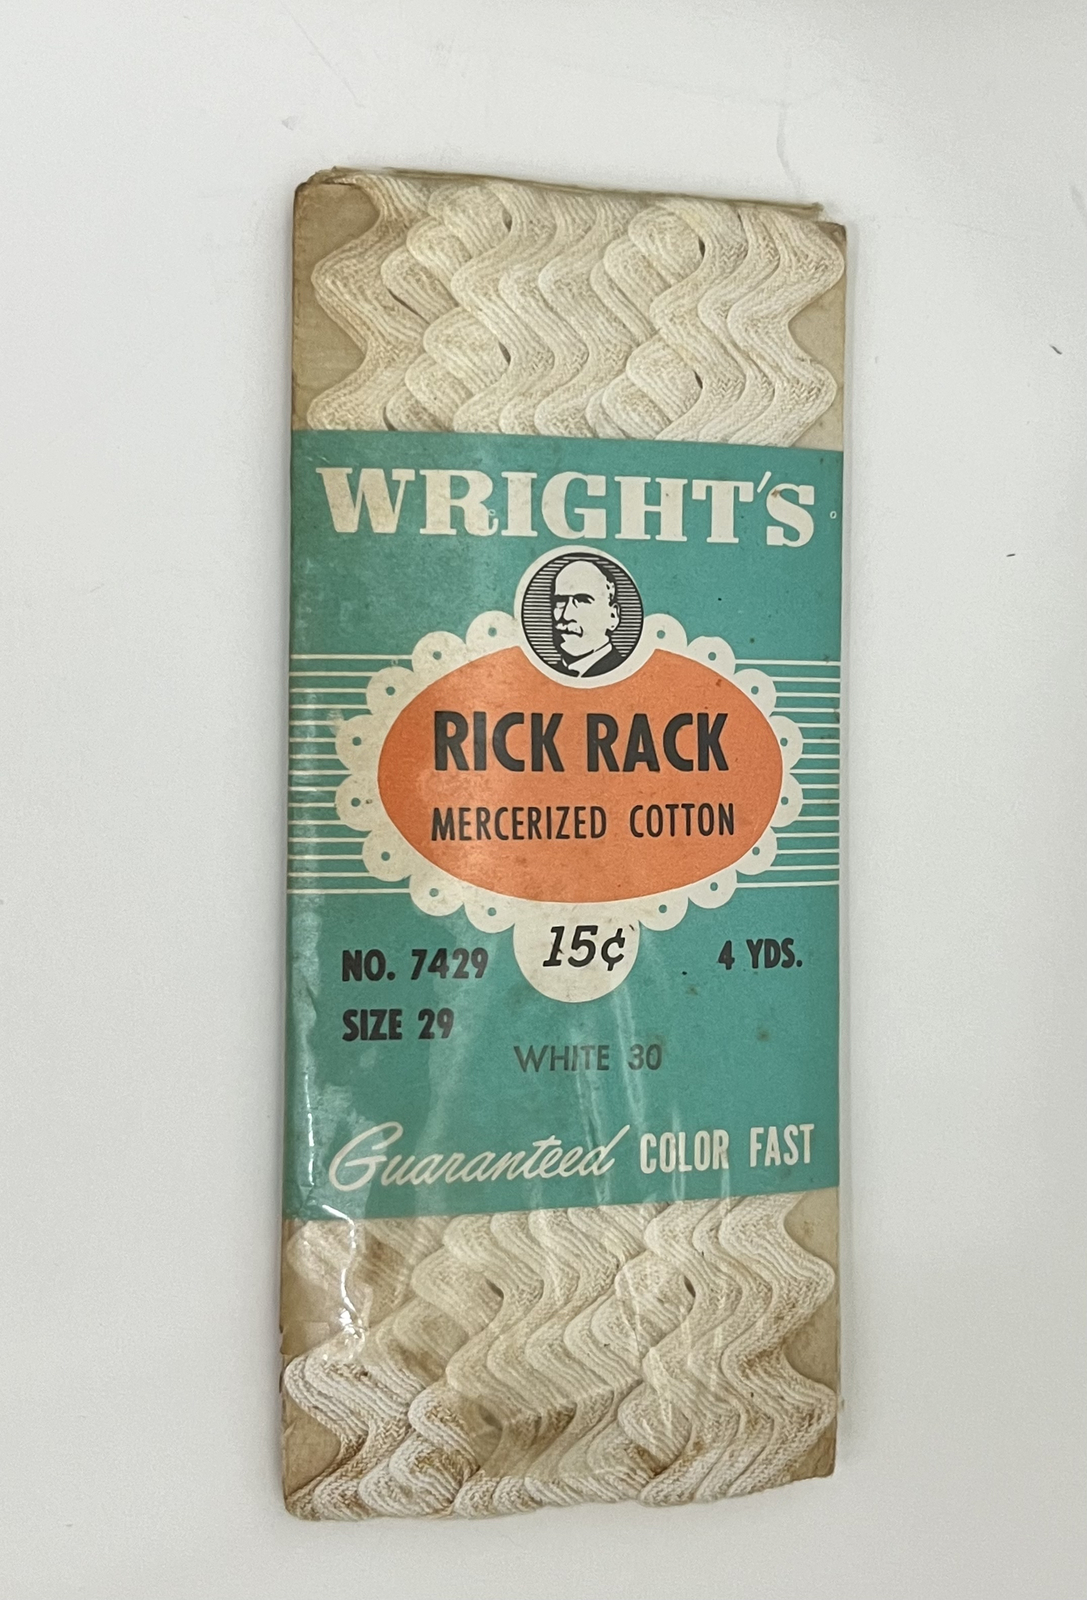 WRIGHT'S
RICK RACK
MERCERIZED COTTON
15¢
NO. 7429
4 YDS.
SIZE 29
WHITE 30
Guaranteed COLOR FAST